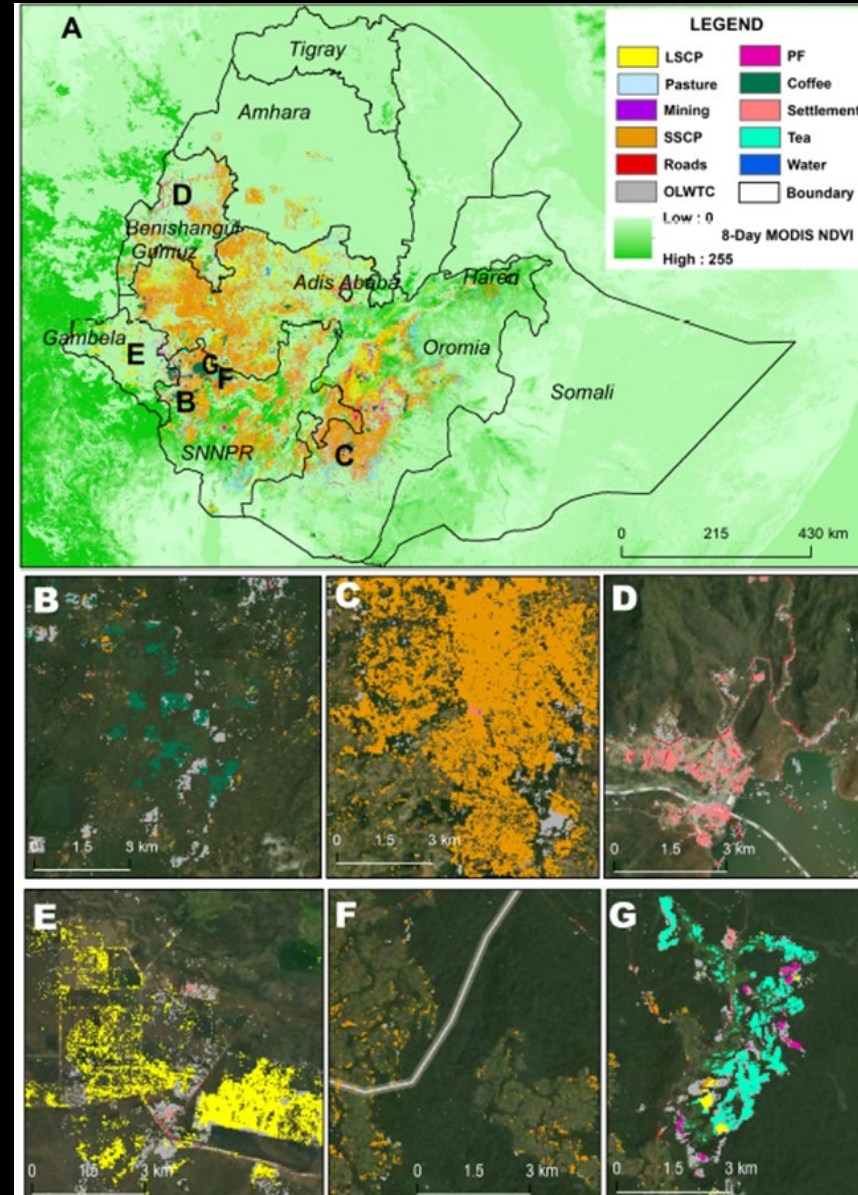 A
LEGEND
LSCP
PF
Pasture
Coffee
Mining
Settlement
SSCP
Tea
Roads
Water
OLWTC
Boundary
Low : 0
8-Day MODIS NDVI
High : 255
Tigray
Amhara
D
Benishangul
Gumuz
Adis Ababa
Hareri
Gambela
E
Oromia
G
F
B
Somali
SNNPR
C
0 215 430 km
B
0 1.5 3 km
C
0 1.5 3 km
D
0 1.5 3 km
E
0 1.5 3 km
F
0 1.5 3 km
G
0 1.5 3 km